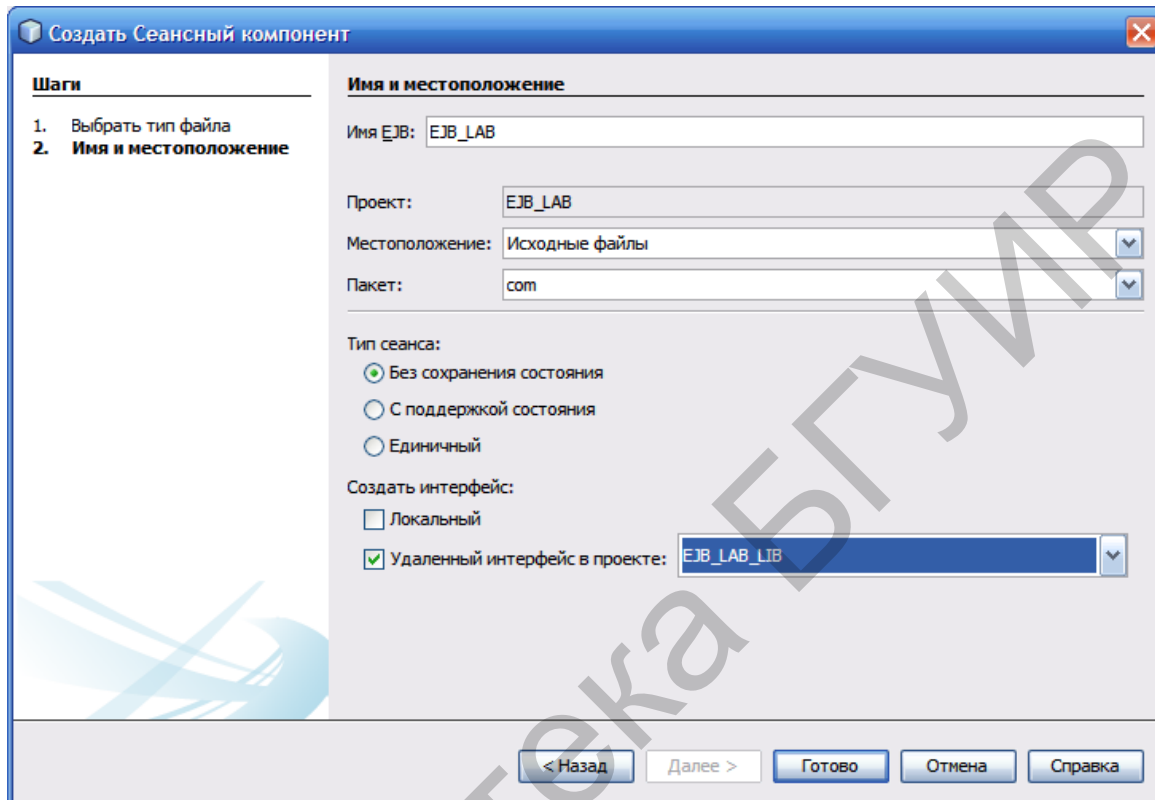 Создать Сеансный компонент
Шаги
1. Выбрать тип файла
2. Имя и местоположение
Имя и местоположение
Имя EJB: EJB_LAB
Проект: EJB_LAB
Местоположение: Исходные файлы
Пакет: com
Тип сеанса:
Без сохранения состояния
С поддержкой состояния
Единичный
Создать интерфейс:
Локальный
Удаленный интерфейс в проекте: EJB_LAB_LIB
< Назад Далее > Готово Отмена Справка
тека БГУИР